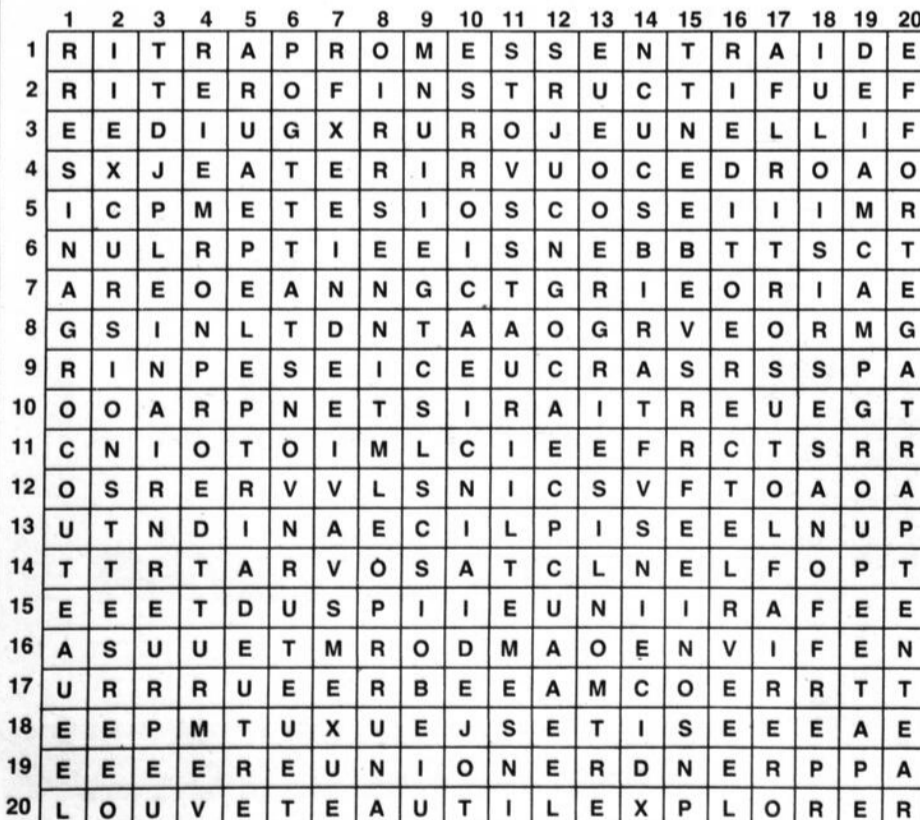 1 2 3 4 5 6 7 8 9 10 11 12 13 14 15 16 17 18 19 20
1 R I T R A P R O M E S S E N T R A I D E
2 R I T E R O F I N S T R U C T I F U E F
3 E E D I U G X R U R O J E U N E L L I F
4 S X J E A T E R I R V U O C E D R O A O
5 I C P M E T E S I O S C O S E I I I M R
6 N U L R P T I E E I S N E B B T T S C T
7 A R E O E A N N G C T G R I E O R I A E
8 G S I N L T D N T A A O G R V E O R M G
9 R I N P E S E I C E U C R A S R S S P A
10 O O A R P N E T S I R A I T R E U E G T
11 C N I O T O I M L C I E E F R C T S R R
12 O S R E R V V L S N I C S V F T O A O A
13 U T N D I N A E C I L P I S E E L N U P
14 T T R T A R V O S A T C L N E L F O P T
15 E E E T D U S P I I E U N I I R A F E E
16 A S U U E T M R O D M A O E N V I F E N
17 U R R R U E E R B E E A M C O E R R T T
18 E E P M T U X U E J S E T I S E E E A E
19 E E E E R E U N I O N E R D N E R P P A
20 L O U V E T E A U T I L E X P L O R E R